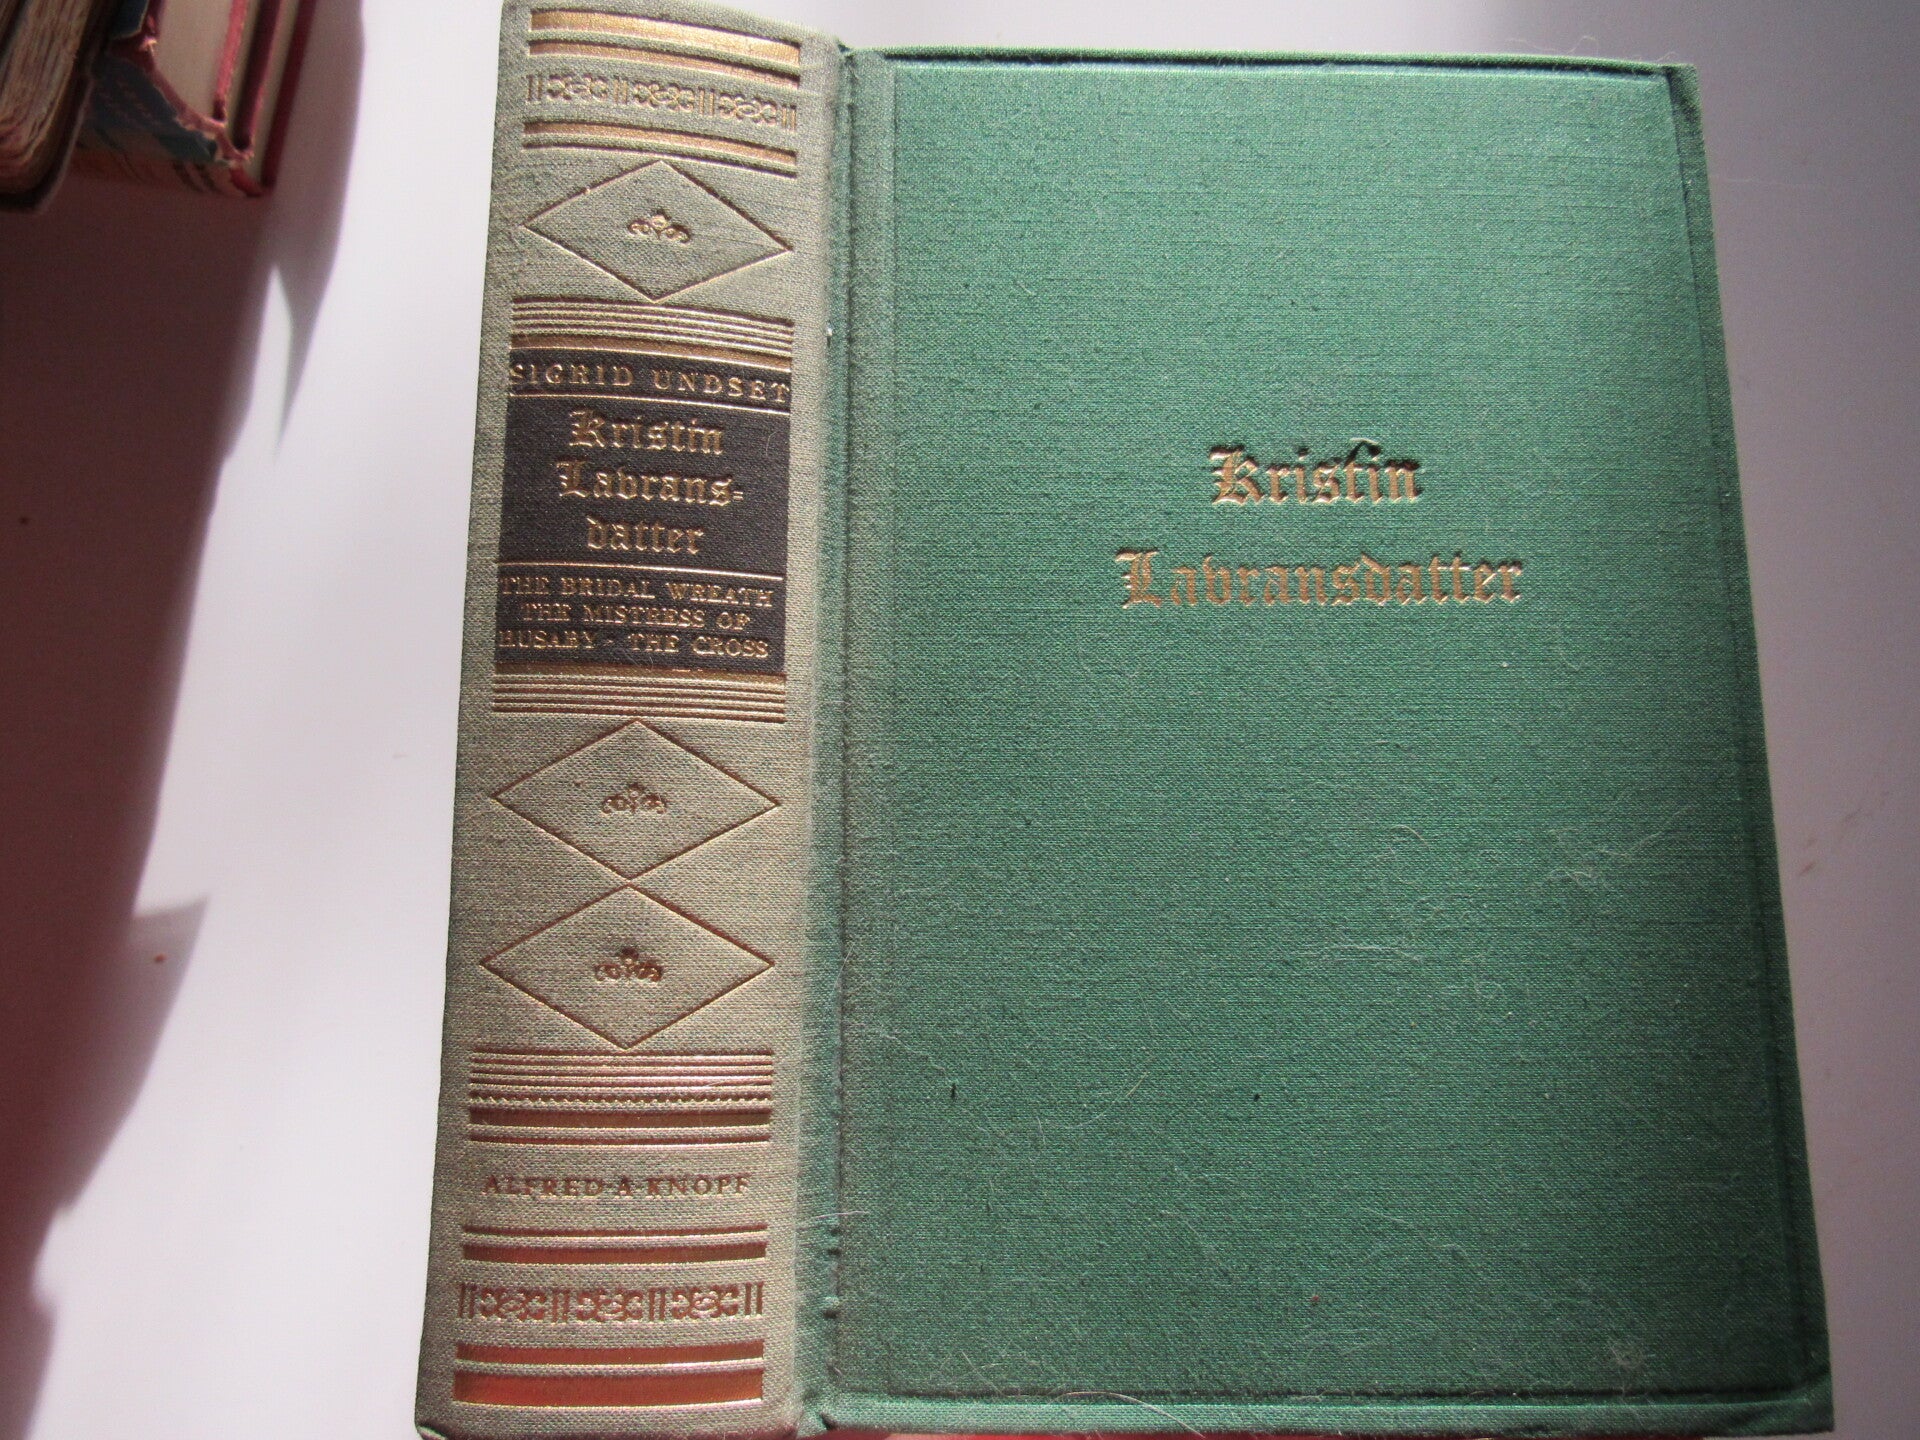 SIGRID UNDSET
Kristin
Lavrans=
datter
THE BRIDAL WREATH
THE MISTRESS OF
HUSABY · THE CROSS
ALFRED·A·KNOPF
Kristin
Lavransdatter